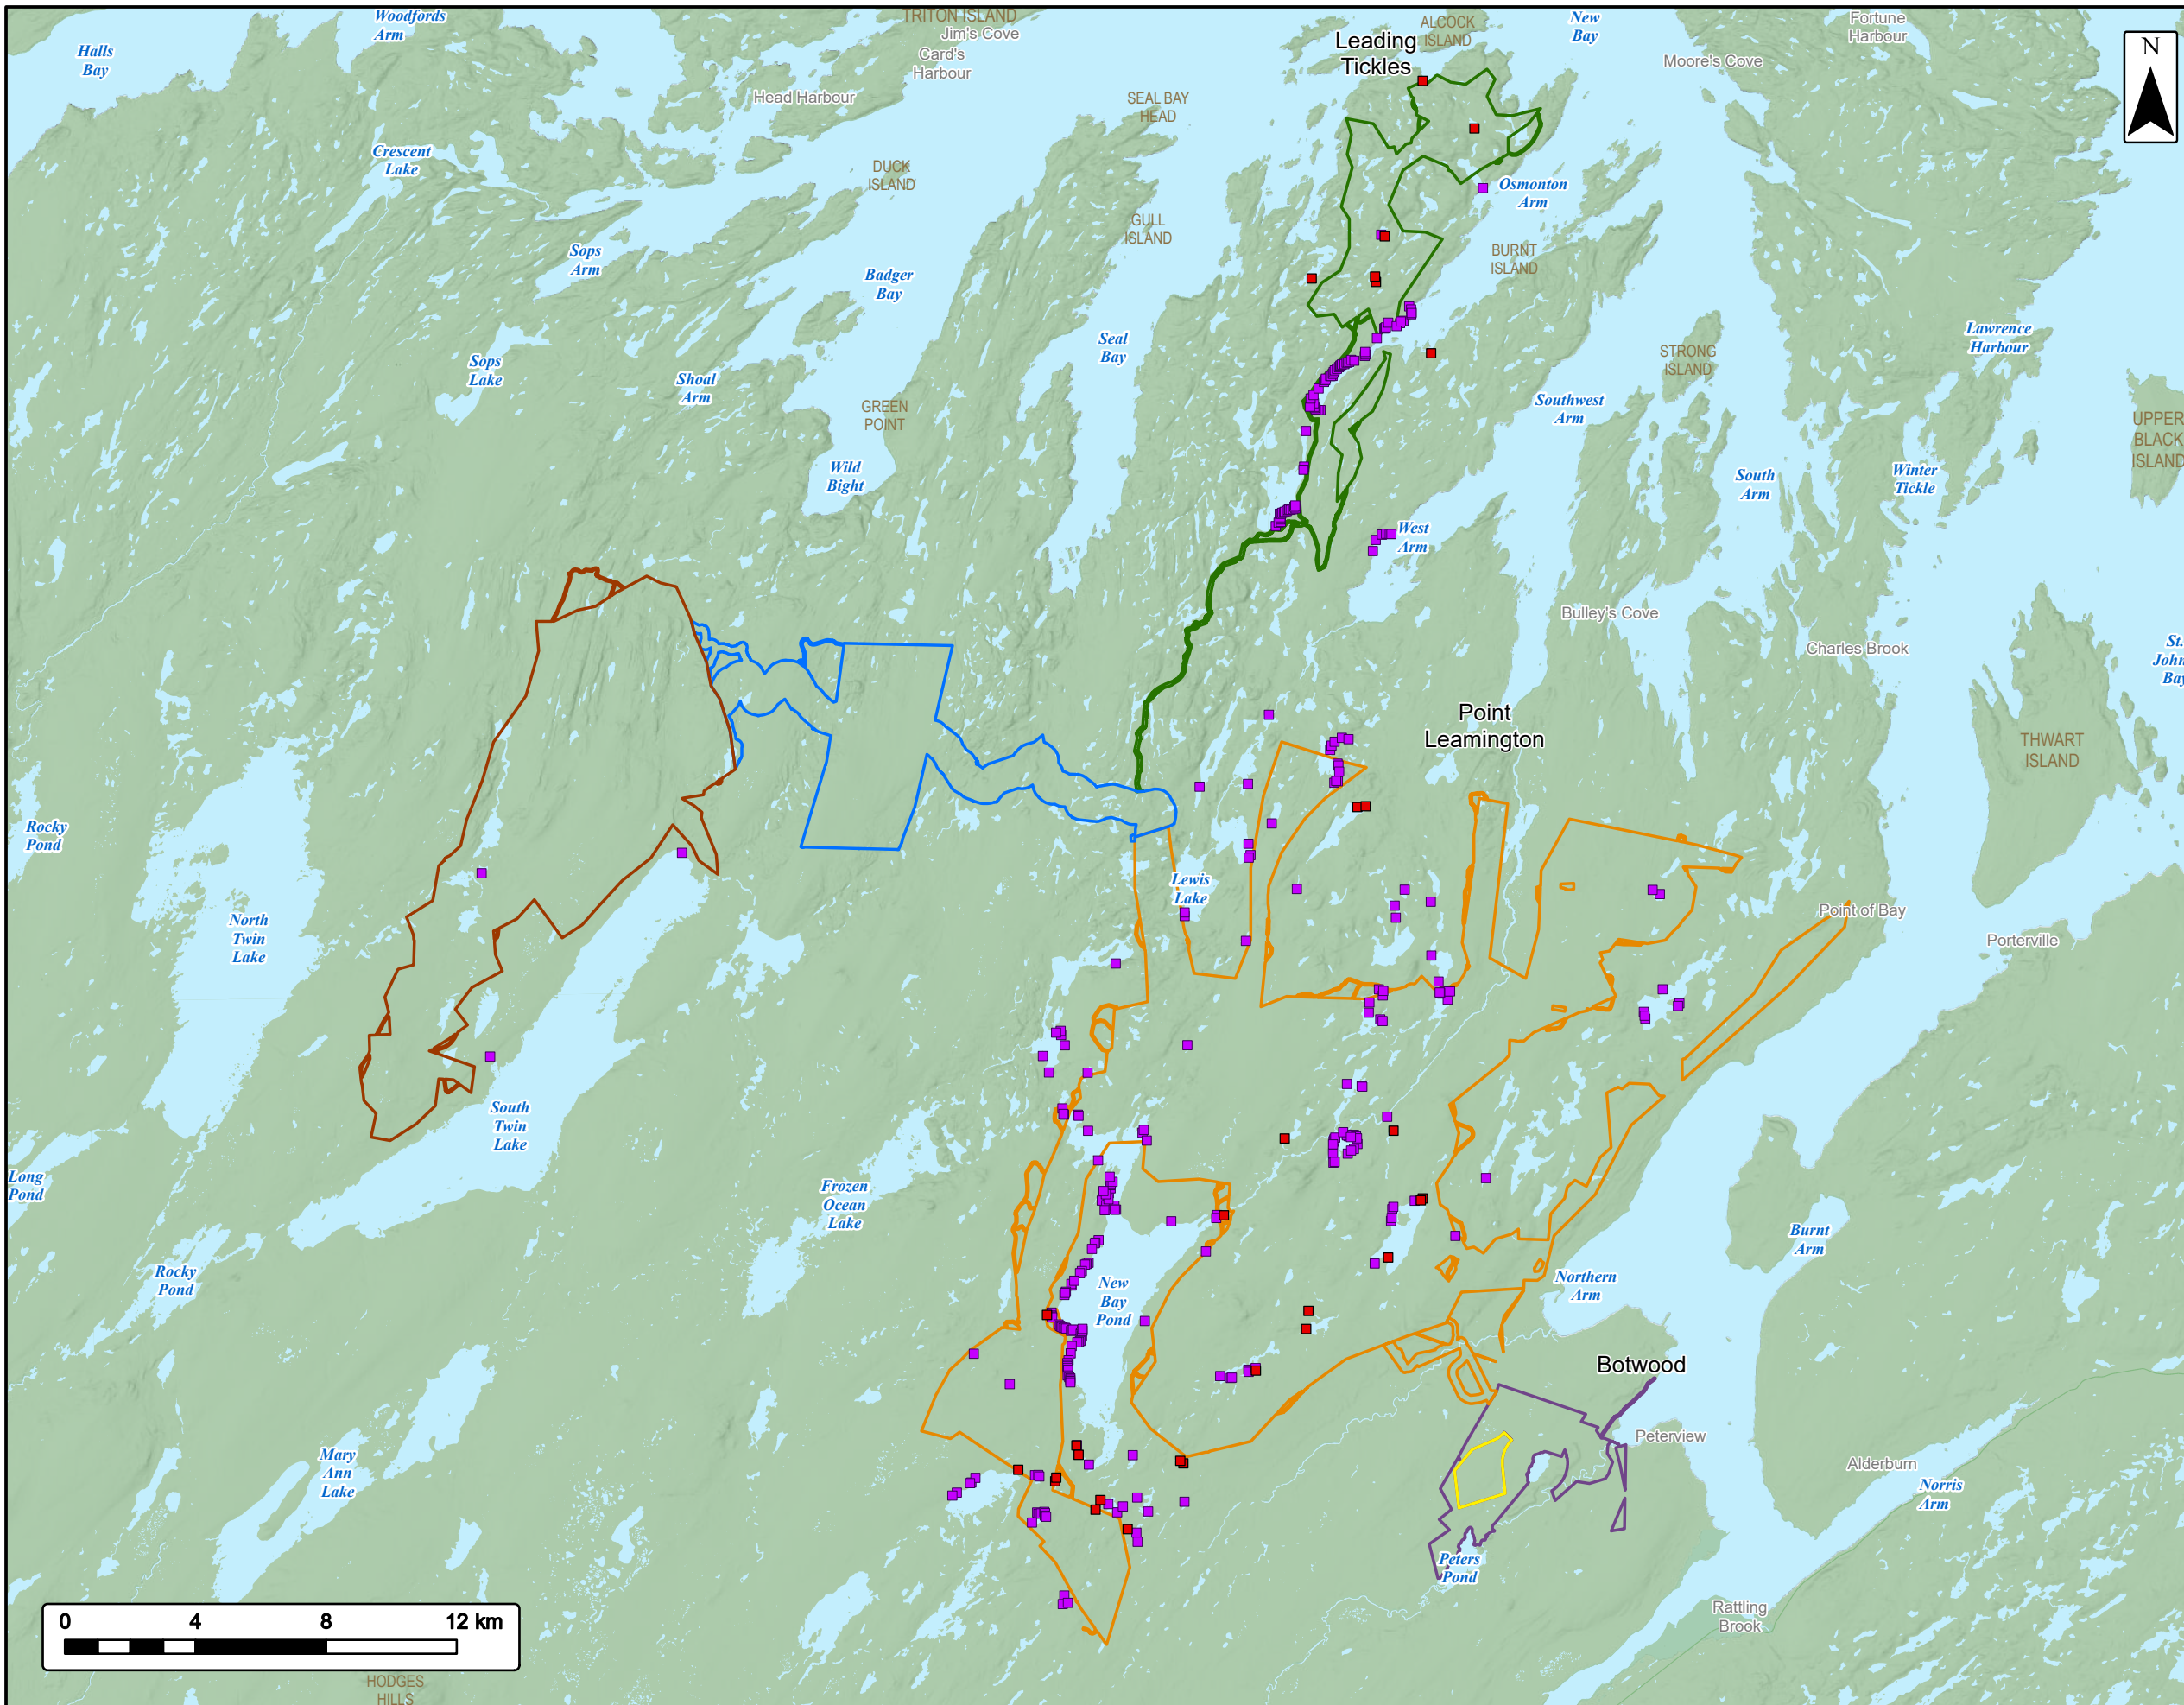 Woodfords
Arm
TRITON ISLAND
Jim's Cove
ALCOCK
ISLAND
New
Bay
Fortune
Harbour
Halls
Bay
Card's
Harbour
Leading
Tickles
Moore's Cove
N
Head Harbour
SEAL BAY
HEAD
Crescent
Lake
DUCK
ISLAND
Osmonton
Arm
GULL
ISLAND
Sops
Arm
BURNT
ISLAND
Badger
Bay
Seal
Bay
Lawrence
Harbour
STRONG
ISLAND
Sops
Lake
Shoal
Arm
GREEN
POINT
Southwest
Arm
UPPER
BLACK
ISLAND
Wild
Bight
South
Arm
Winter
Tickle
West
Arm
Bulley's Cove
Charles Brook
St.
John
Bay
Point
Leamington
THWART
ISLAND
Rocky
Pond
Lewis
Lake
North
Twin
Lake
Point of Bay
Porterville
South
Twin
Lake
Long
Pond
Frozen
Ocean
Lake
Burnt
Arm
Rocky
Pond
New
Bay
Pond
Northern
Arm
Botwood
Mary
Ann
Lake
Peterview
Alderburn
Norris
Arm
Peters
Pond
Rattling
Brook
0 4 8 12 km
HODGES
HILLS